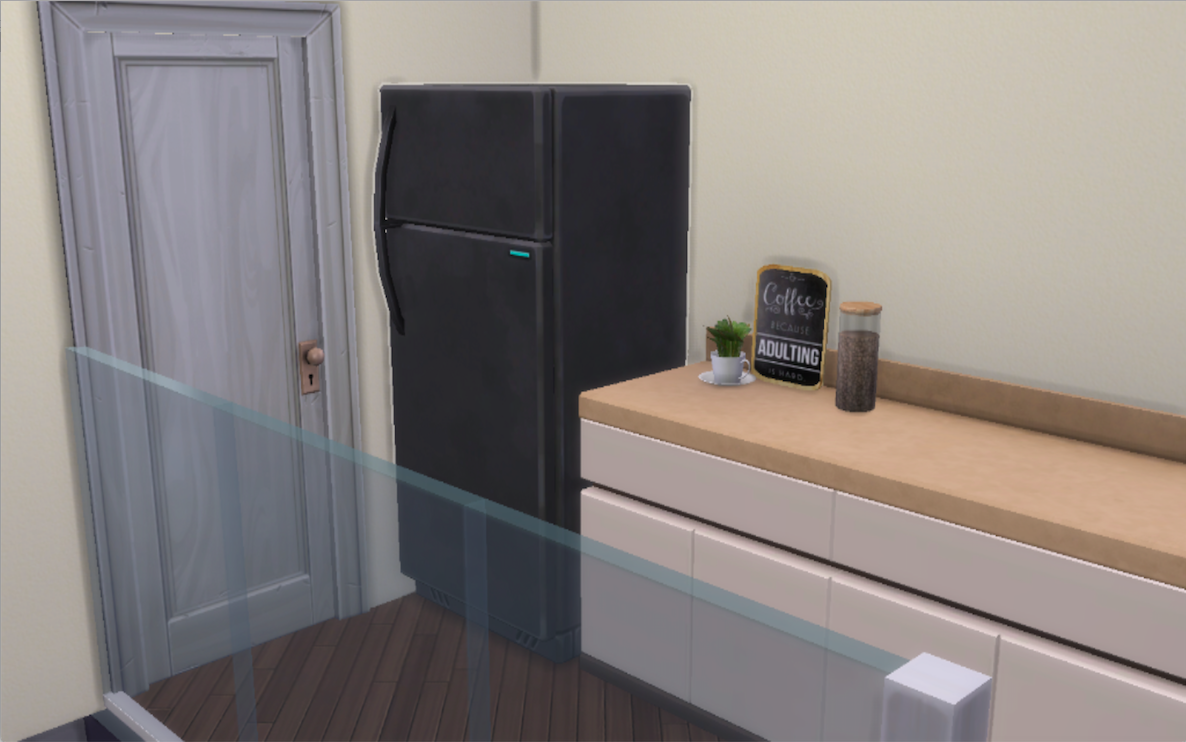 Coffee
BECAUSE
ADULTING
IS HARD